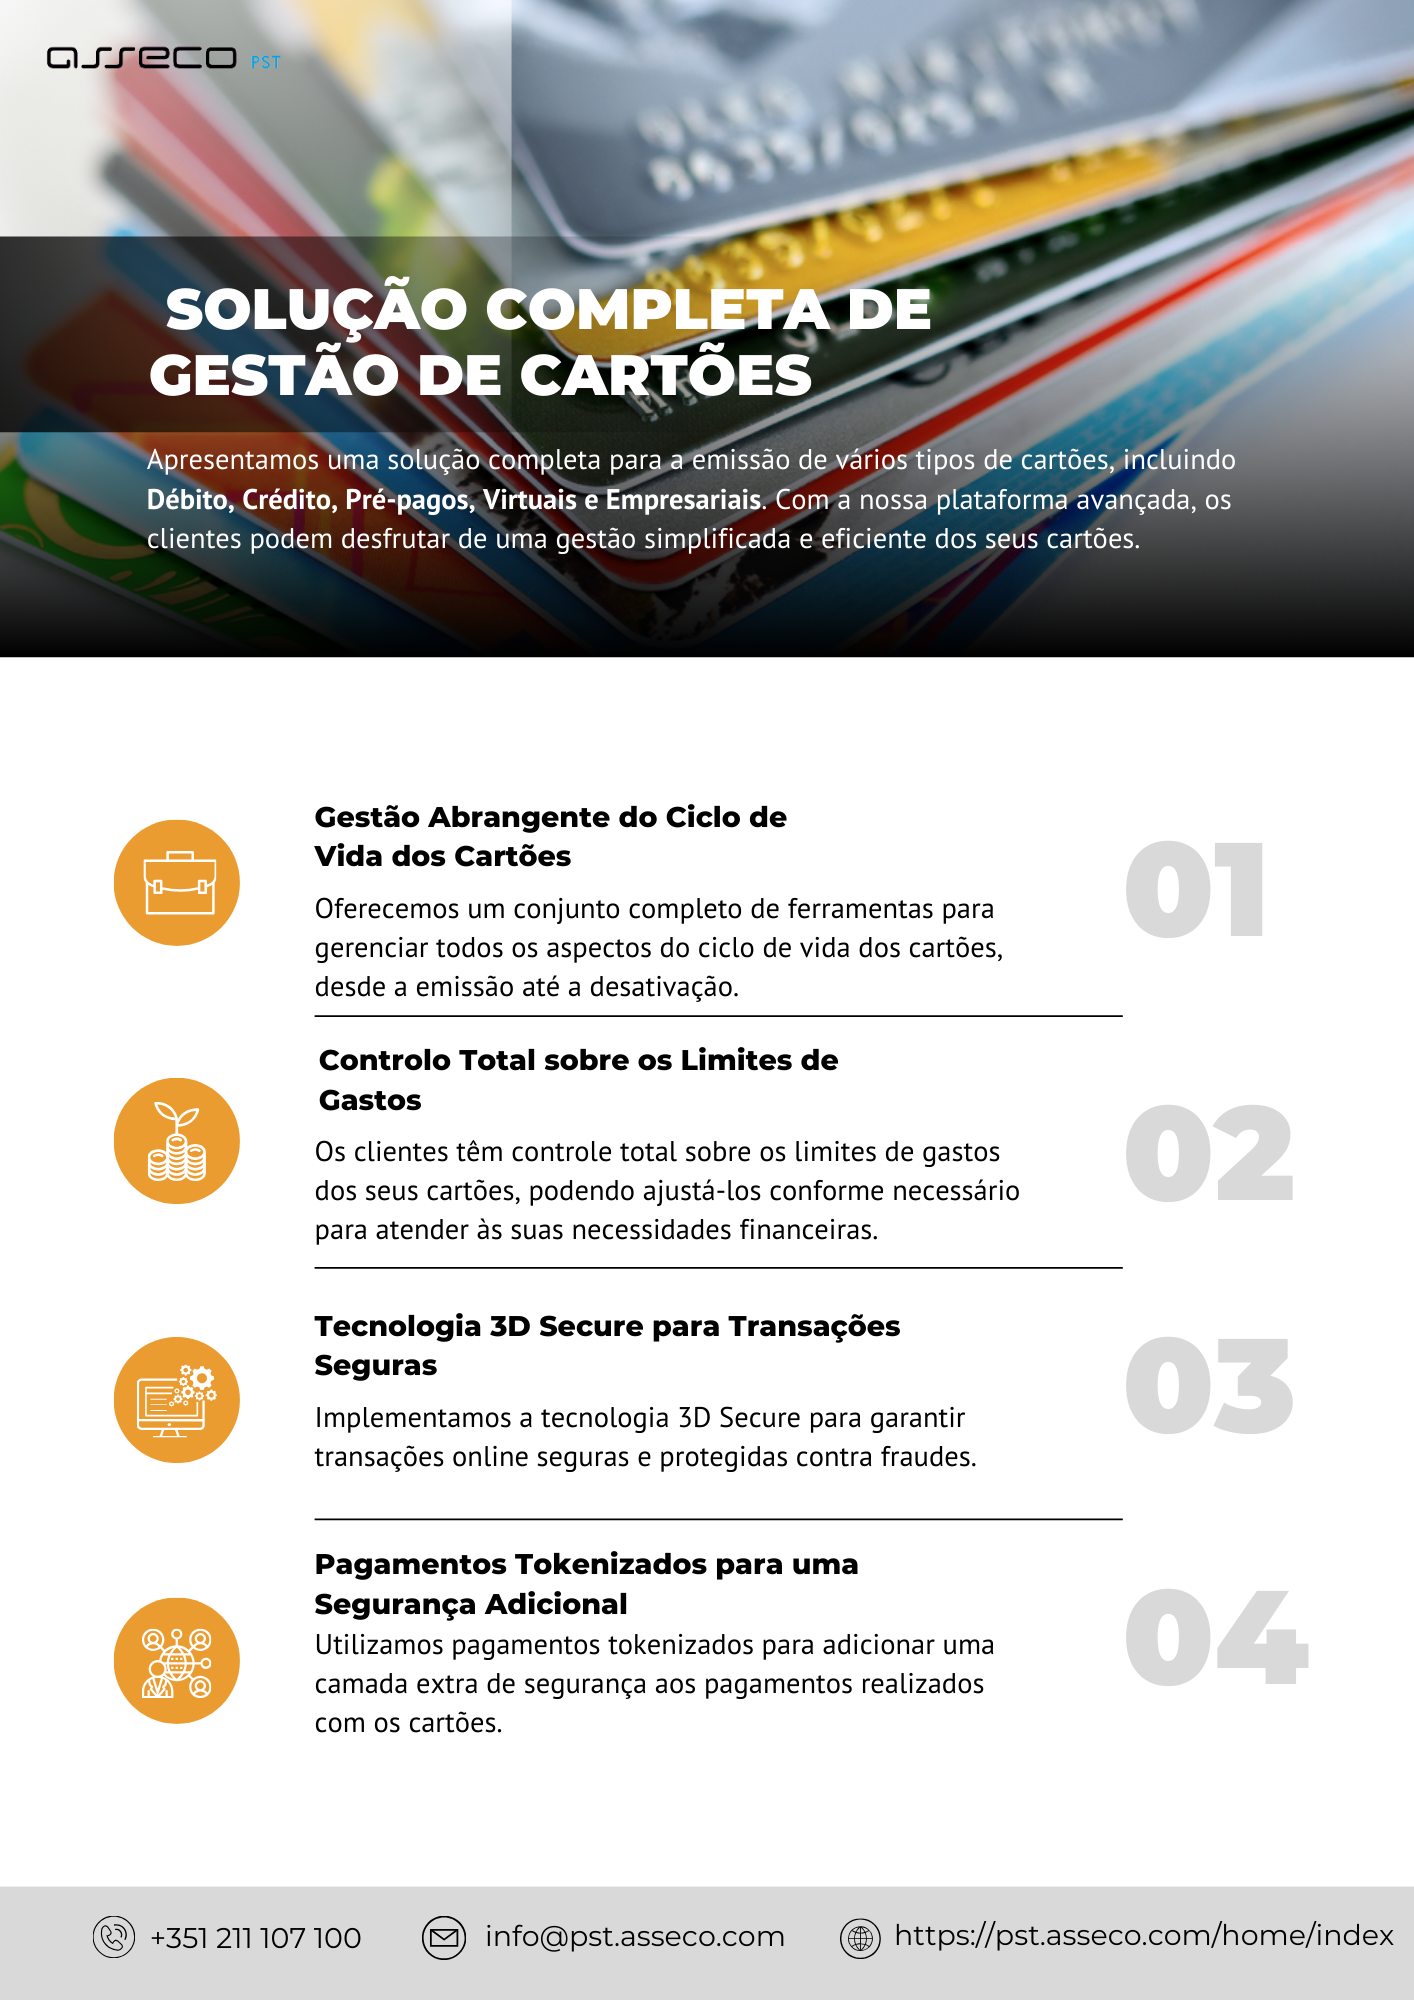 asseco PST
SOLUÇÃO COMPLETA DE
GESTÃO DE CARTÕES
Apresentamos uma solução completa para a emissão de vários tipos de cartões, incluindo
Débito, Crédito, Pré-pagos, Virtuais e Empresariais. Com a nossa plataforma avançada, os
clientes podem desfrutar de uma gestão simplificada e eficiente dos seus cartões.
Gestão Abrangente do Ciclo de
Vida dos Cartões
01
Oferecemos um conjunto completo de ferramentas para
gerenciar todos os aspectos do ciclo de vida dos cartões,
desde a emissão até a desativação.
Controlo Total sobre os Limites de
Gastos
02
Os clientes têm controle total sobre os limites de gastos
dos seus cartões, podendo ajustá-los conforme necessário
para atender às suas necessidades financeiras.
Tecnologia 3D Secure para Transações
Seguras
03
Implementamos a tecnologia 3D Secure para garantir
transações online seguras e protegidas contra fraudes.
Pagamentos Tokenizados para uma
Segurança Adicional
04
Utilizamos pagamentos tokenizados para adicionar uma
camada extra de segurança aos pagamentos realizados
com os cartões.
+351 211 107 100
info@pst.asseco.com
https://pst.asseco.com/home/index